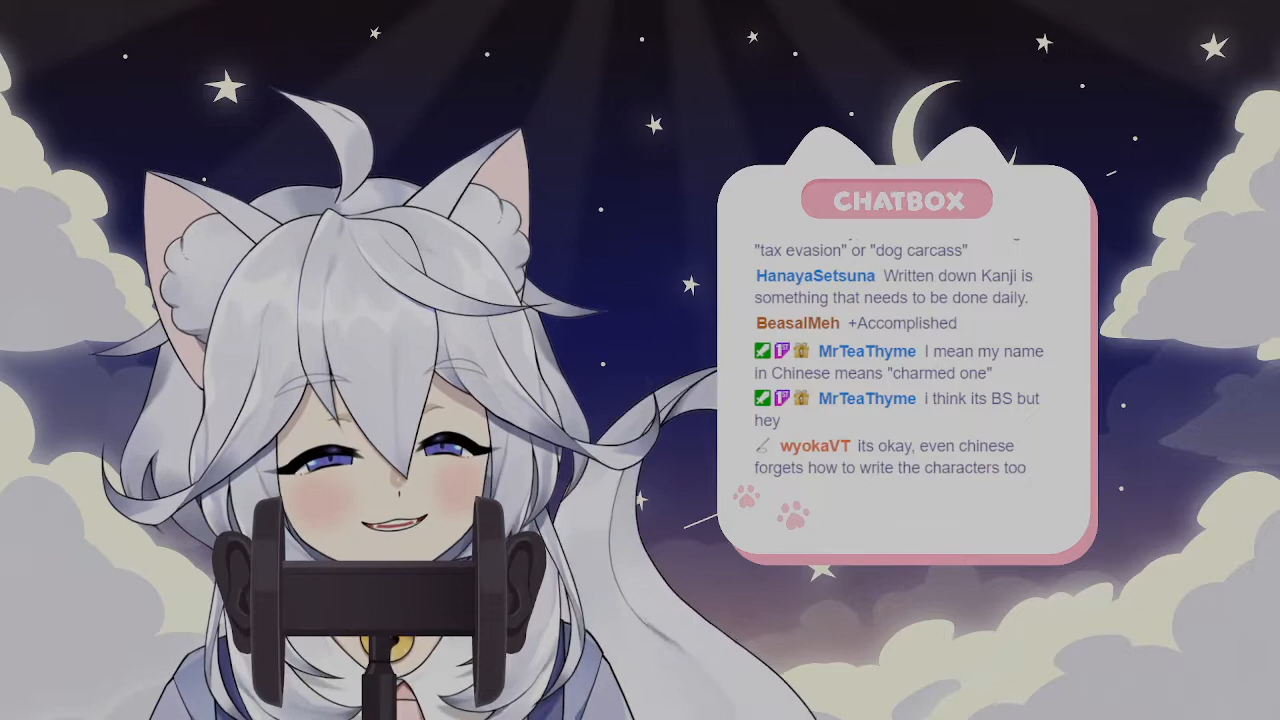 CHATBOX
"tax evasion" or "dog carcass"
HanayaSetsuna Written down Kanji is
something that needs to be done daily.
BeasalMeh +Accomplished
MrTeaThyme I mean my name
in Chinese means "charmed one"
MrTeaThyme i think its BS but
hey
wyokaVT its okay, even chinese
forgets how to write the characters too